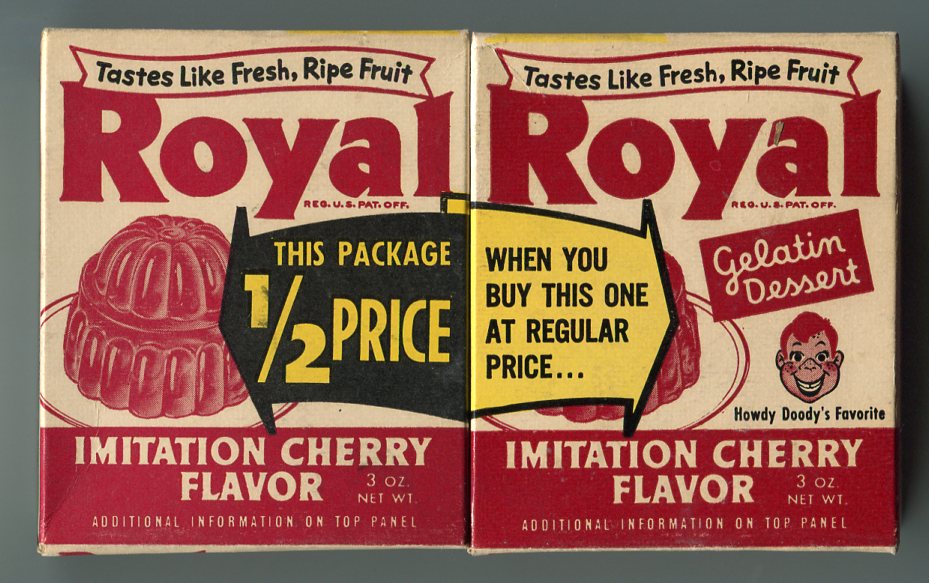 Tastes Like Fresh, Ripe Fruit
Royal
REG. U.S. PAT. OFF.
THIS PACKAGE
1/2 PRICE
IMITATION CHERRY
FLAVOR
3 OZ.
NET WT.
ADDITIONAL INFORMATION ON TOP PANEL
Tastes Like Fresh, Ripe Fruit
Royal
REG. U.S. PAT. OFF.
WHEN YOU
BUY THIS ONE
AT REGULAR
PRICE...
Gelatin
Dessert
Howdy Doody's Favorite
IMITATION CHERRY
FLAVOR
3 OZ.
NET WT.
ADDITIONAL INFORMATION ON TOP PANEL